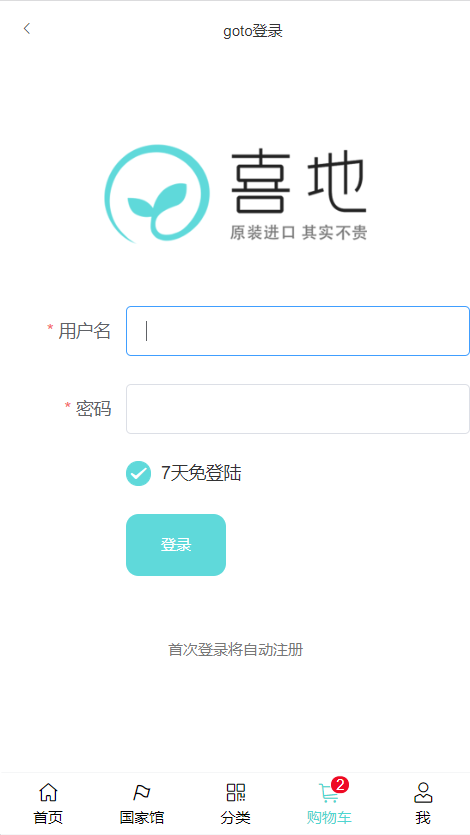 goto登录
喜地
原装进口 其实不贵
* 用户名
* 密码
7天免登陆
登录
首次登录将自动注册
2
首页 国家馆 分类 购物车 我